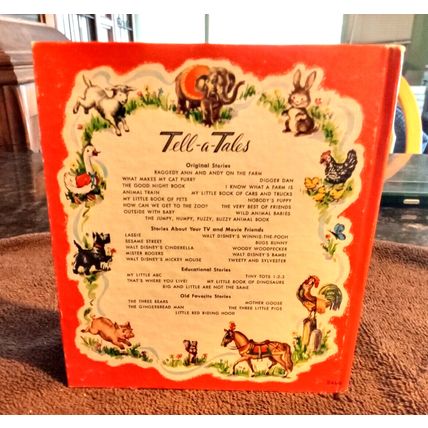 Tell-a-Tales
Original Stories
RAGGEDY ANN AND ANDY ON THE FARM
WHAT MAKES MY CAT PURR? DIGGER DAN
THE GOOD NIGHT BOOK I KNOW WHAT A FARM IS
ANIMAL TRAIN MY LITTLE BOOK OF CARS AND TRUCKS
MY LITTLE BOOK OF PETS NOBODY'S PUPPY
HOW CAN WE GET TO THE ZOO? THE VERY BEST OF FRIENDS
OUTSIDE WITH BABY WILD ANIMAL BABIES
THE JUMPY, HUMPY, FUZZY, BUZZY ANIMAL BOOK
Stories About Your TV and Movie Friends
LASSIE WALT DISNEY'S WINNIE-THE-POOH
SESAME STREET BUGS BUNNY
WALT DISNEY'S CINDERELLA WOODY WOODPECKER
MISTER ROGERS WALT DISNEY'S BAMBI
WALT DISNEY'S MICKEY MOUSE TWEETY AND SYLVESTER
Educational Stories
MY LITTLE ABC TINY TOTS 1-2-3
THAT'S WHERE YOU LIVE! MY LITTLE BOOK OF DINOSAURS
BIG AND LITTLE ARE NOT THE SAME
Old Favorite Stories
THE THREE BEARS MOTHER GOOSE
THE GINGERBREAD MAN THE THREE LITTLE PIGS
LITTLE RED RIDING HOOD